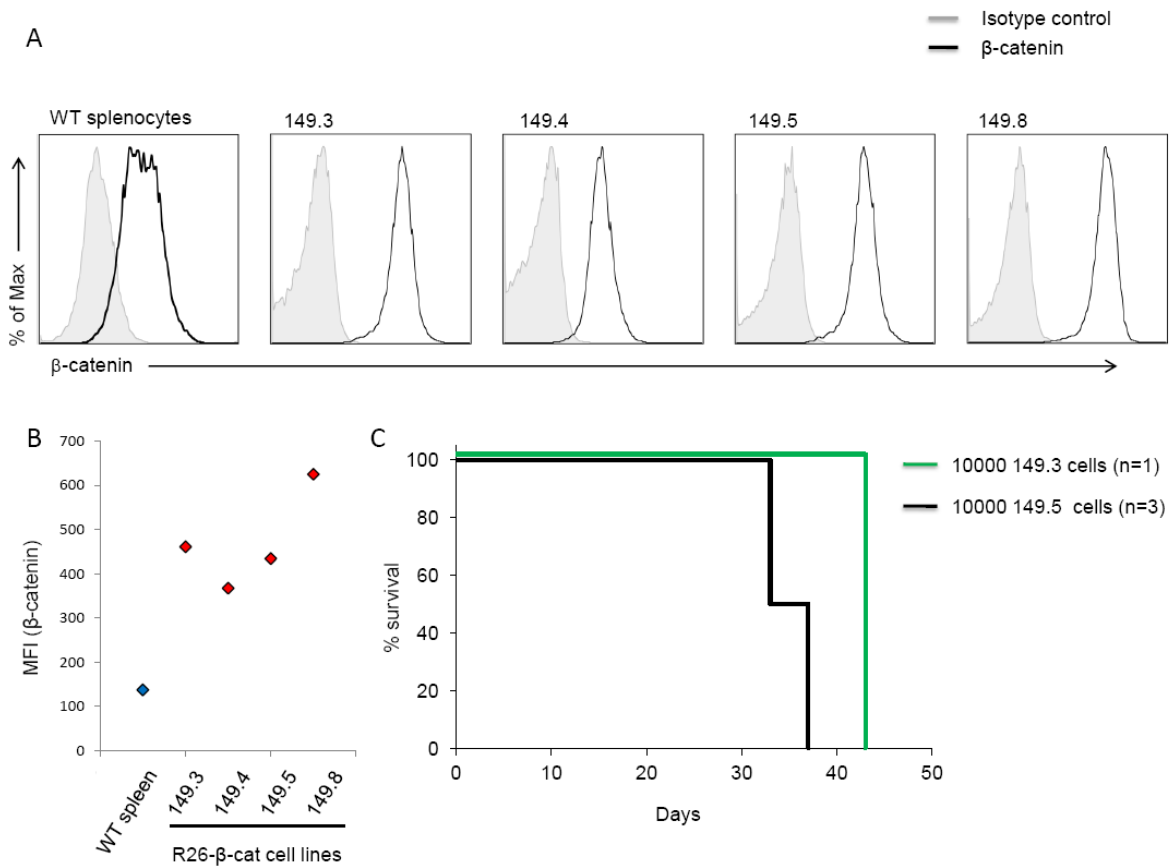 A
Isotype control
β-catenin
WT splenocytes
149.3
149.4
149.5
149.8
% of Max
β-catenin
B
700
600
500
400
300
200
100
0
MFI (β-catenin)
WT spleen
149.3
149.4
149.5
149.8
R26-β-cat cell lines
C
100
80
60
40
20
0
% survival
0 10 20 30 40 50
Days
10000 149.3 cells (n=1)
10000 149.5 cells (n=3)